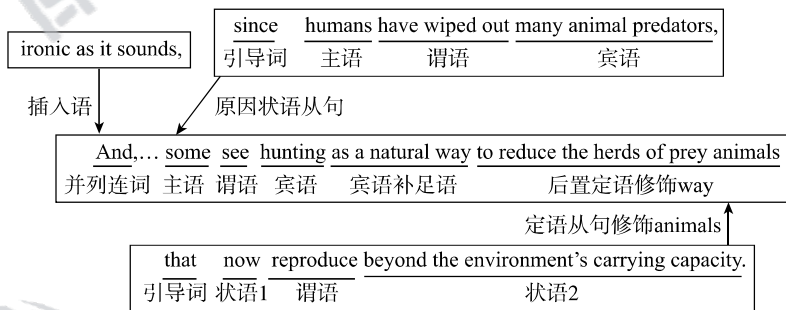 since humans have wiped out many animal predators,
引导词 主语 谓语 宾语
ironic as it sounds,
插入语 原因状语从句
And,… some see hunting as a natural way to reduce the herds of prey animals
并列连词 主语 谓语 宾语 宾语补足语 后置定语修饰way
定语从句修饰animals
that now reproduce beyond the environment's carrying capacity.
引导词 状语1 谓语 状语2